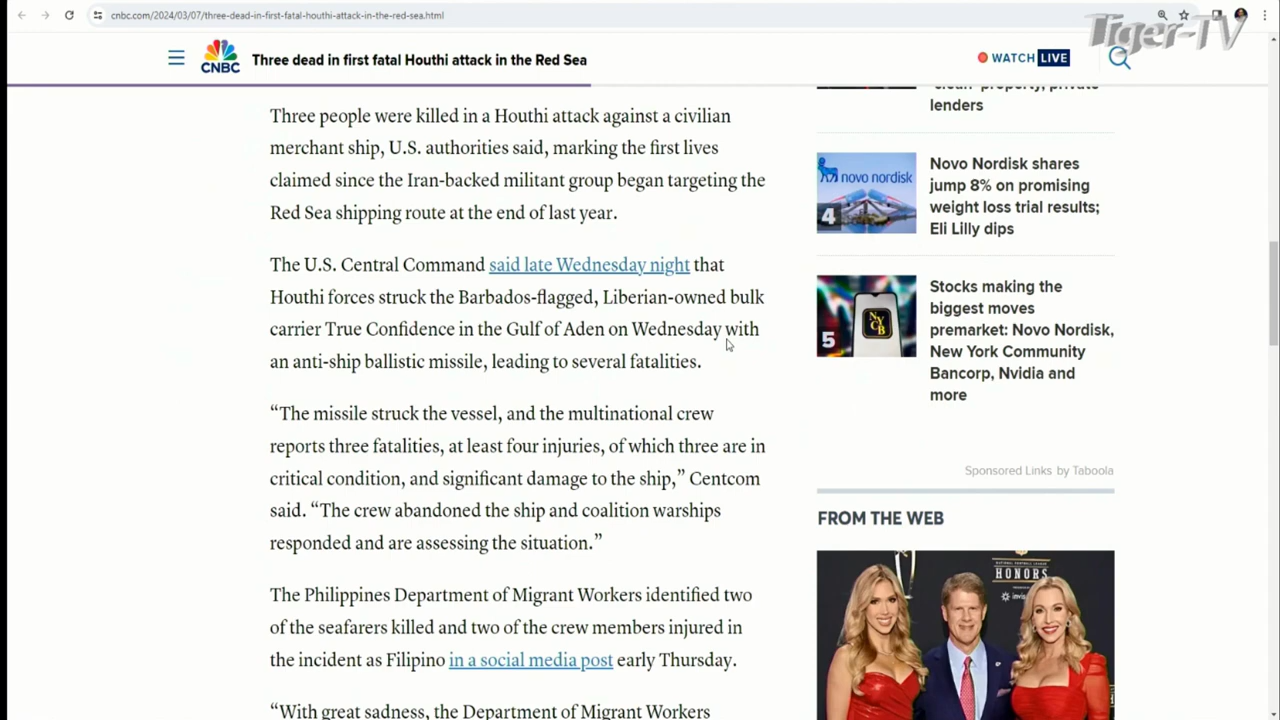 cnbc.com/2024/03/07/three-dead-in-first-fatal-houthi-attack-in-the-red-sea.html
Tiger-TV
CNBC
Three dead in first fatal Houthi attack in the Red Sea
WATCH LIVE
Three people were killed in a Houthi attack against a civilian
merchant ship, U.S. authorities said, marking the first lives
claimed since the Iran-backed militant group began targeting the
Red Sea shipping route at the end of last year.
The U.S. Central Command said late Wednesday night that
Houthi forces struck the Barbados-flagged, Liberian-owned bulk
carrier True Confidence in the Gulf of Aden on Wednesday with
an anti-ship ballistic missile, leading to several fatalities.
“The missile struck the vessel, and the multinational crew
reports three fatalities, at least four injuries, of which three are in
critical condition, and significant damage to the ship,” Centcom
said. “The crew abandoned the ship and coalition warships
responded and are assessing the situation.”
The Philippines Department of Migrant Workers identified two
of the seafarers killed and two of the crew members injured in
the incident as Filipino in a social media post early Thursday.
“With great sadness, the Department of Migrant Workers
"clean" property, private
lenders
novo nordisk
4
Novo Nordisk shares
jump 8% on promising
weight loss trial results;
Eli Lilly dips
NYCB
5
Stocks making the
biggest moves
premarket: Novo Nordisk,
New York Community
Bancorp, Nvidia and
more
Sponsored Links by Taboola
FROM THE WEB
HONORS
invis